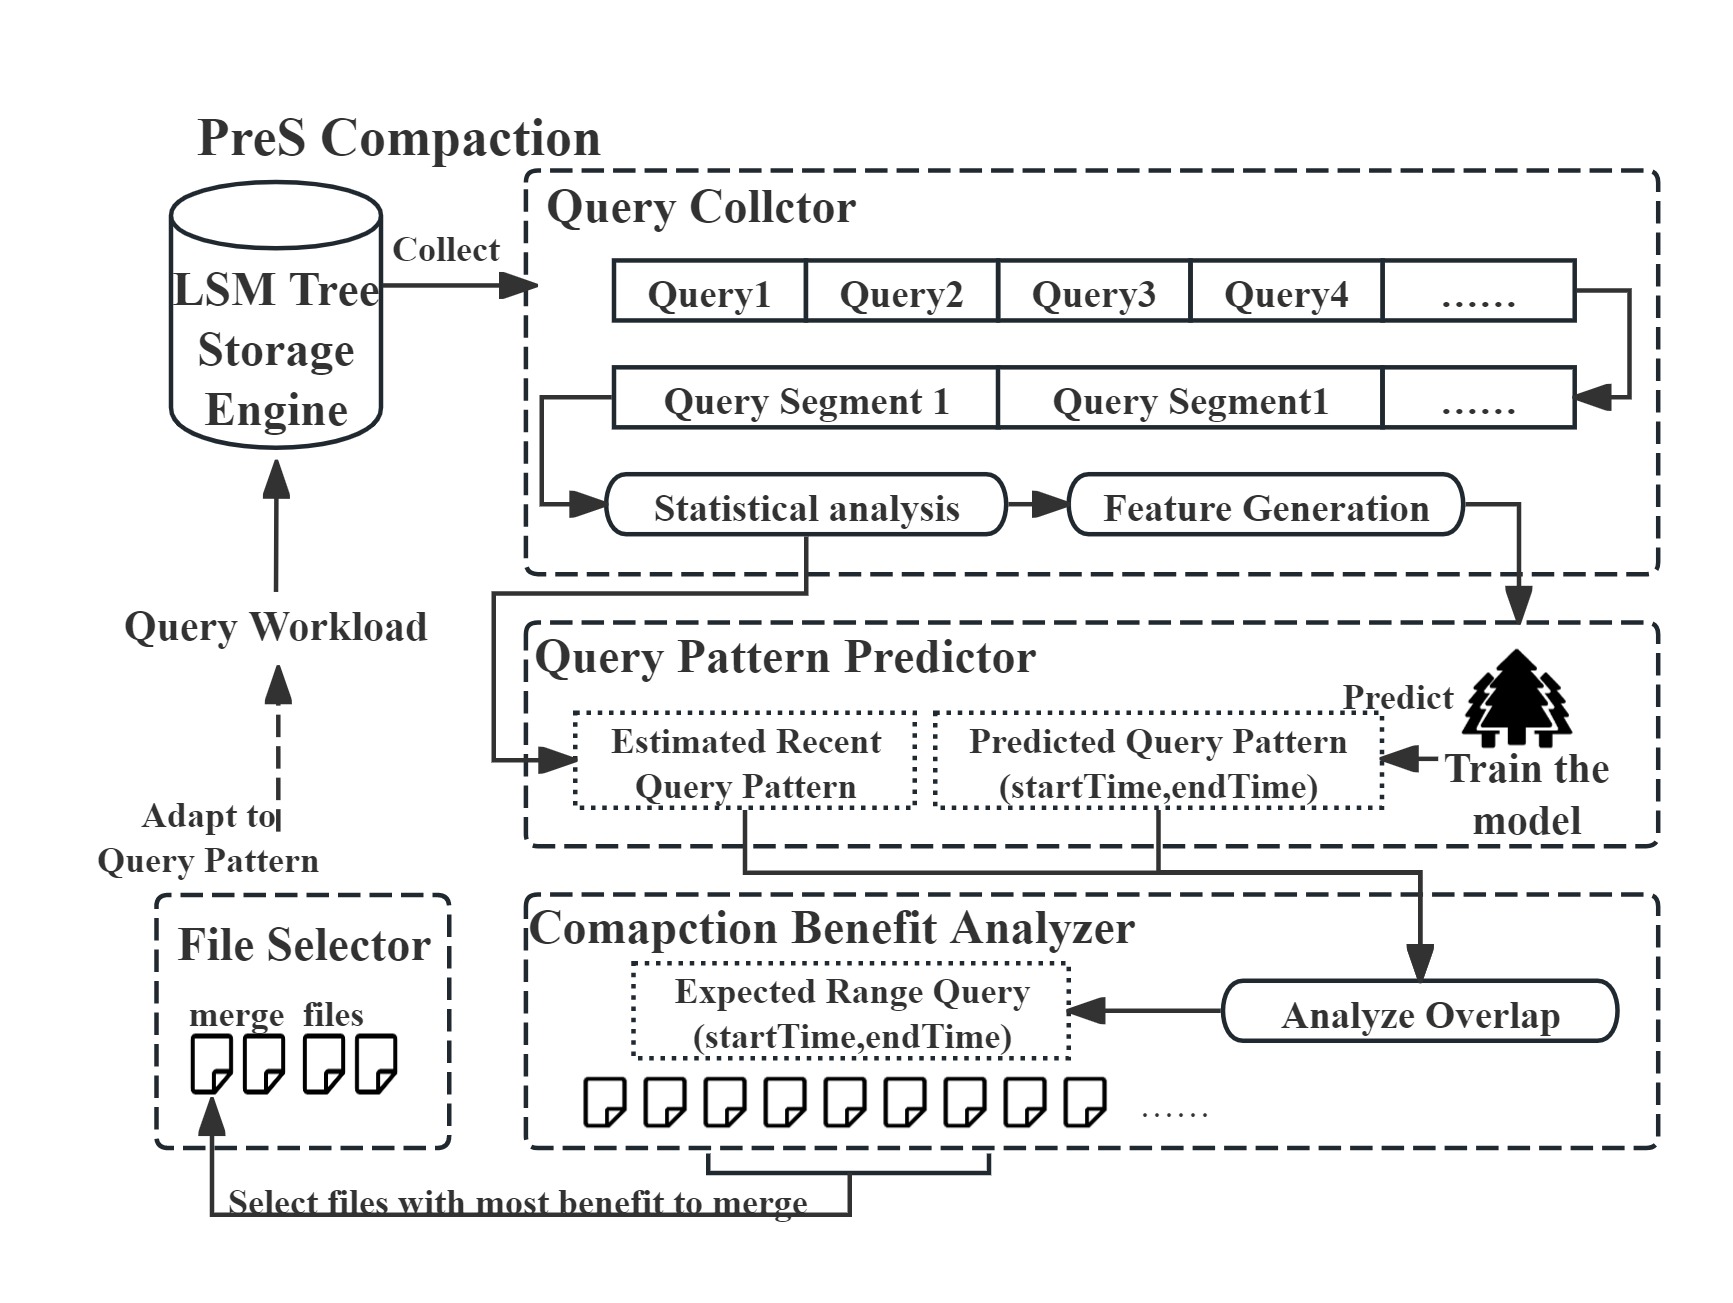 PreS Compaction
LSM Tree
Storage
Engine
Collect
Query Collctor
Query1 Query2 Query3 Query4 ……
Query Segment 1 Query Segment1 ……
Statistical analysis Feature Generation
Query Workload
Adapt to
Query Pattern
Query Pattern Predictor
Estimated Recent
Query Pattern
Predicted Query Pattern
(startTime,endTime)
Predict
Train the
model
Comapction Benefit Analyzer
Expected Range Query
(startTime,endTime)
Analyze Overlap
……
File Selector
merge files
Select files with most benefit to merge